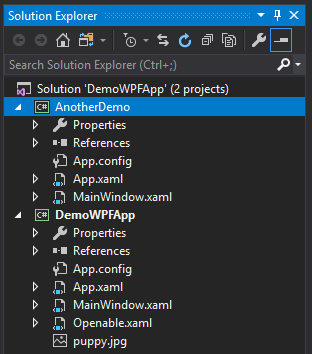 Solution Explorer
Search Solution Explorer (Ctrl+;)
Solution 'DemoWPFApp' (2 projects)
C# AnotherDemo
Properties
References
App.config
App.xaml
MainWindow.xaml
C# DemoWPFApp
Properties
References
App.config
App.xaml
MainWindow.xaml
Openable.xaml
puppy.jpg